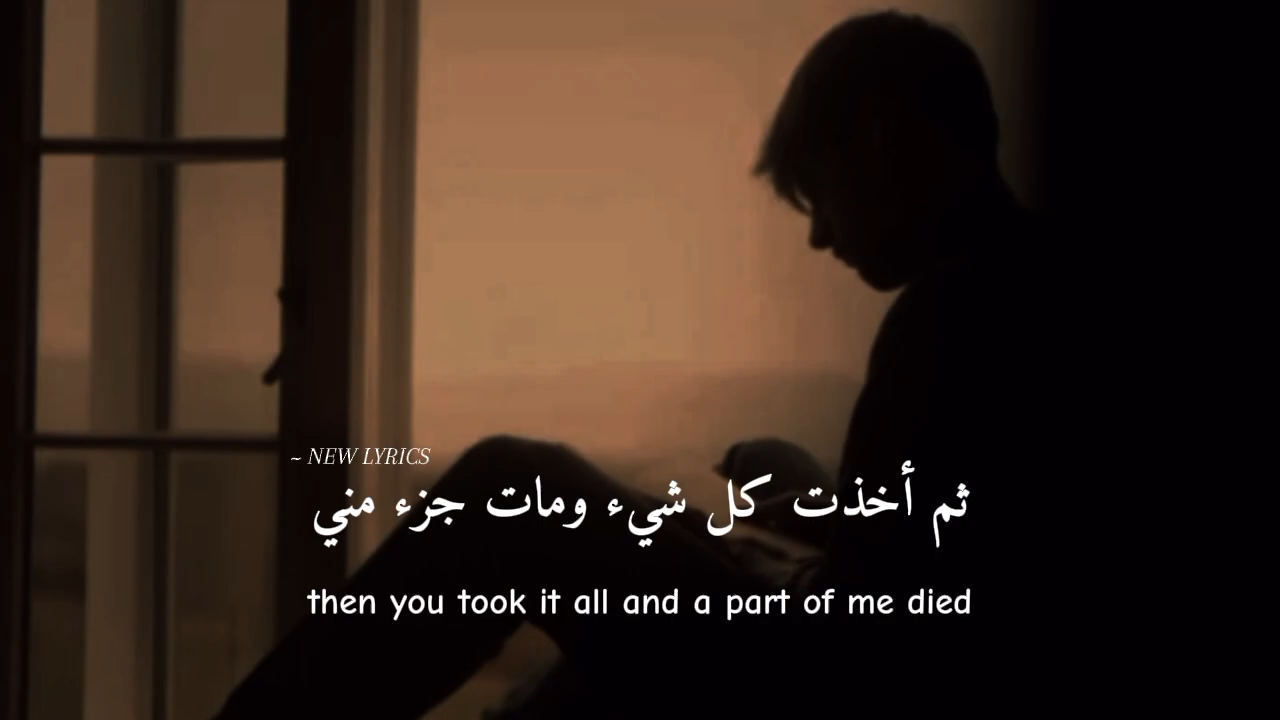 ~ NEW LYRICS
ثم أخذت كل شيء ومات جزء مني
then you took it all and a part of me died